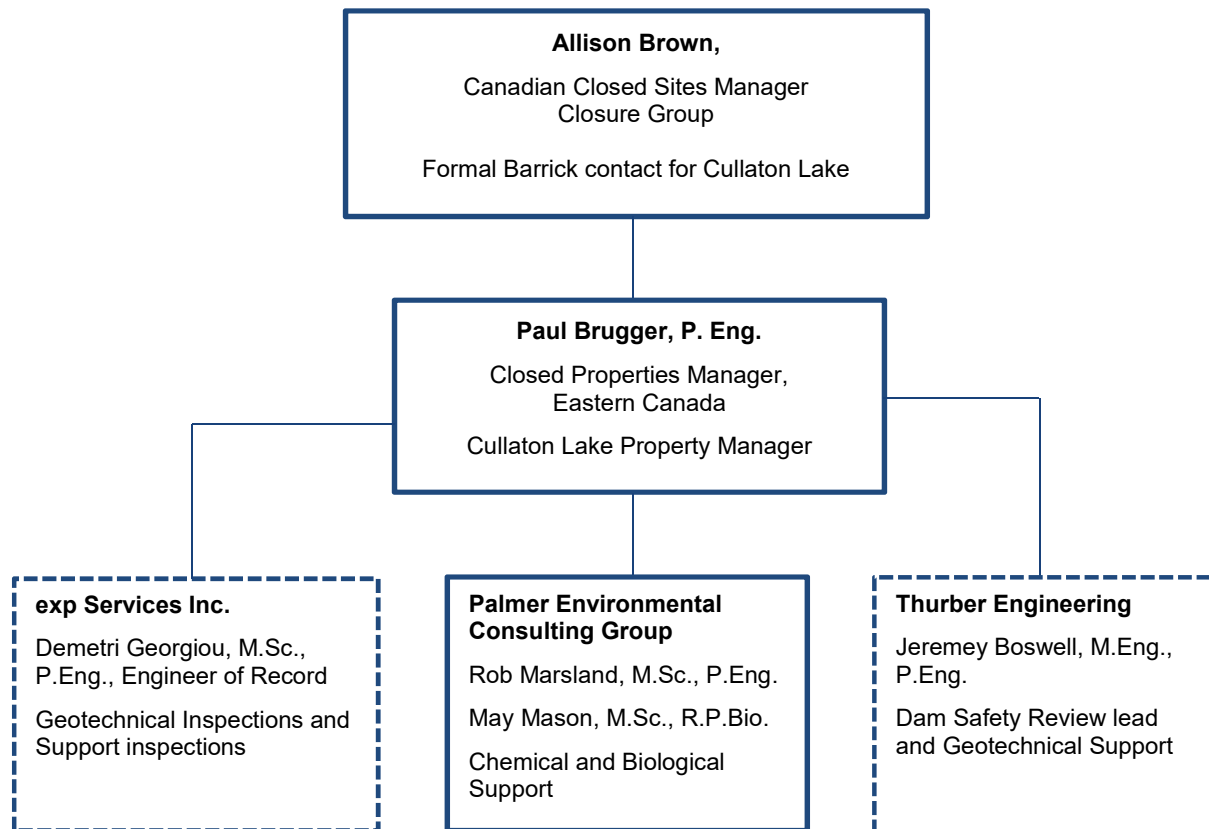 Allison Brown,
Canadian Closed Sites Manager
Closure Group
Formal Barrick contact for Cullaton Lake
Paul Brugger, P. Eng.
Closed Properties Manager,
Eastern Canada
Cullaton Lake Property Manager
exp Services Inc.
Demetri Georgiou, M.Sc.,
P.Eng., Engineer of Record
Geotechnical Inspections and
Support inspections
Palmer Environmental
Consulting Group
Rob Marsland, M.Sc., P.Eng.
May Mason, M.Sc., R.P.Bio.
Chemical and Biological
Support
Thurber Engineering
Jeremey Boswell, M.Eng.,
P.Eng.
Dam Safety Review lead
and Geotechnical Support